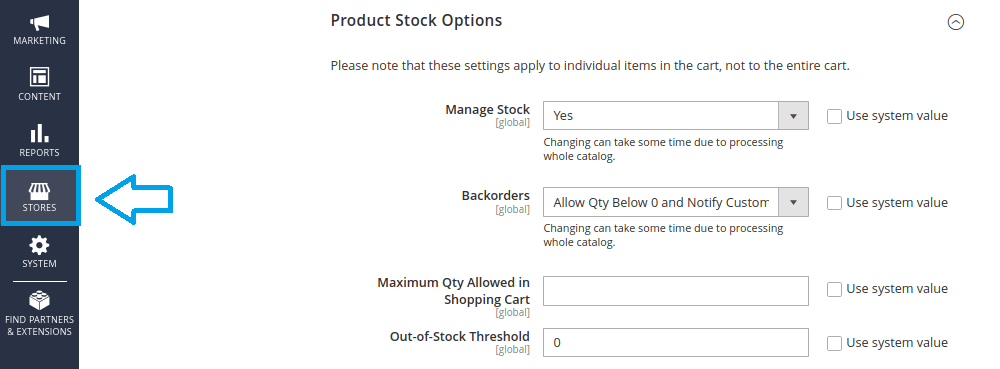 MARKETING
CONTENT
REPORTS
STORES
SYSTEM
FIND PARTNERS
& EXTENSIONS
Product Stock Options
Please note that these settings apply to individual items in the cart, not to the entire cart.
Manage Stock
[global]
Yes
Use system value
Changing can take some time due to processing
whole catalog.
Backorders
[global]
Allow Qty Below 0 and Notify Custom
Use system value
Changing can take some time due to processing
whole catalog.
Maximum Qty Allowed in
Shopping Cart
[global]
Use system value
Out-of-Stock Threshold
[global]
0
Use system value